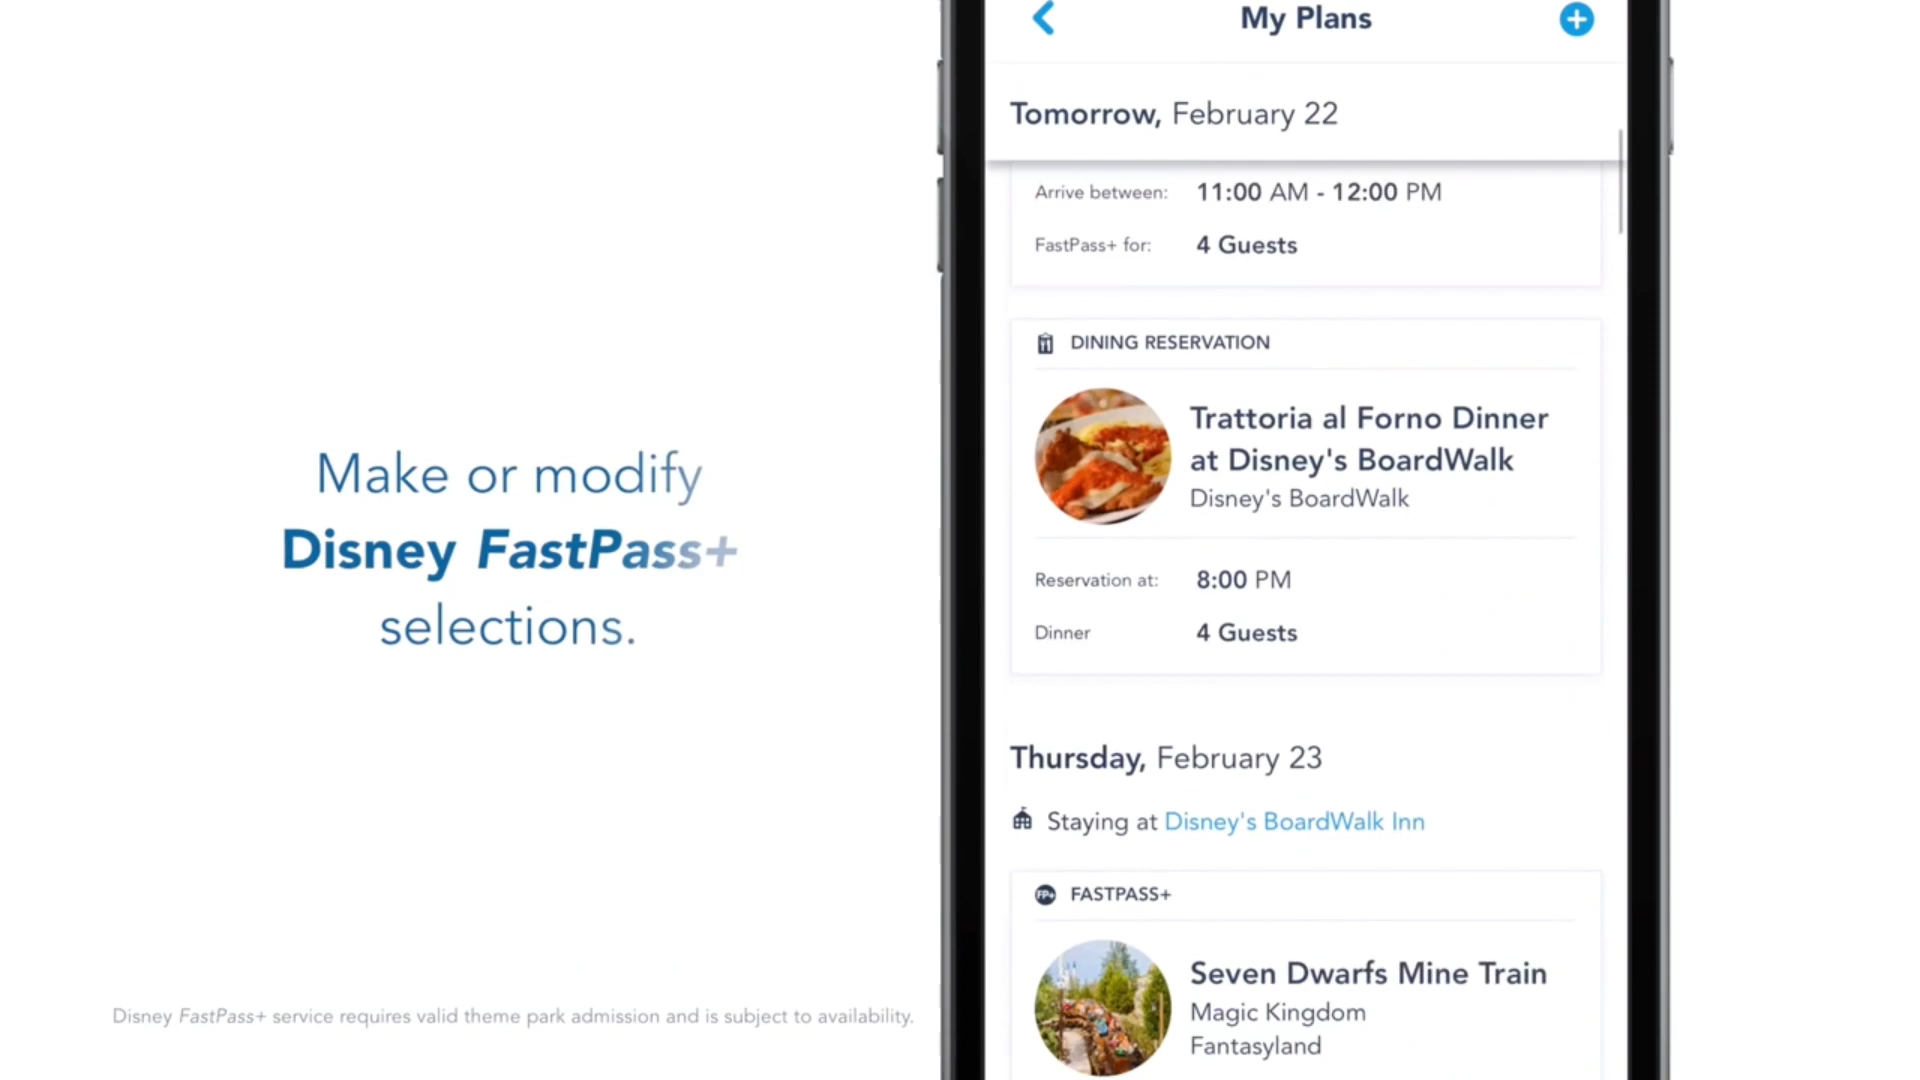 Make or modify
Disney FastPass+
selections.
Disney FastPass+ service requires valid theme park admission and is subject to availability.
My Plans
Tomorrow, February 22
Arrive between: 11:00 AM - 12:00 PM
FastPass+ for: 4 Guests
DINING RESERVATION
Trattoria al Forno Dinner
at Disney's BoardWalk
Disney's BoardWalk
Reservation at: 8:00 PM
Dinner 4 Guests
Thursday, February 23
Staying at Disney's BoardWalk Inn
FP+ FASTPASS+
Seven Dwarfs Mine Train
Magic Kingdom
Fantasyland